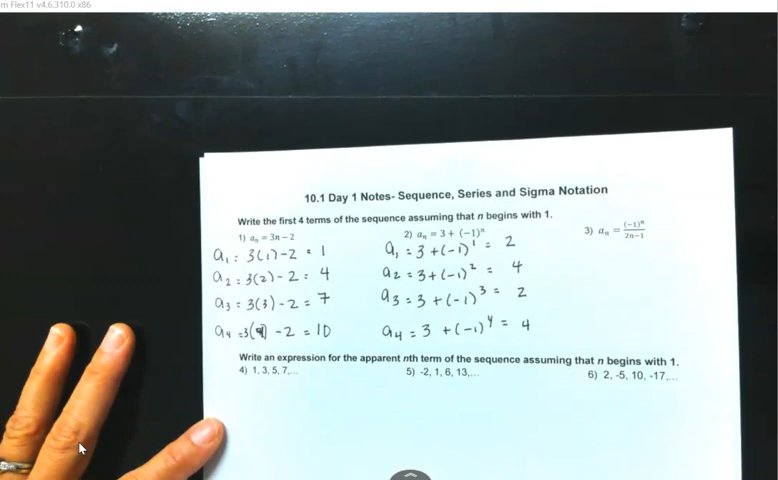 m Flex11 v4.6.310.0 x86
10.1 Day 1 Notes- Sequence, Series and Sigma Notation
Write the first 4 terms of the sequence assuming that n begins with 1.
1) aₙ = 3n − 2
a₁ = 3(1) - 2 = 1
a₂ = 3(2) - 2 = 4
a₃ = 3(3) - 2 = 7
a₄ = 3(4) - 2 = 10
2) aₙ = 3 + (−1)ⁿ
a₁ = 3 + (-1)¹ = 2
a₂ = 3 + (-1)² = 4
a₃ = 3 + (-1)³ = 2
a₄ = 3 + (-1)⁴ = 4
3) aₙ = (−1)ⁿ/(2n−1)
Write an expression for the apparent nth term of the sequence assuming that n begins with 1.
4) 1, 3, 5, 7,...
5) -2, 1, 6, 13,...
6) 2, -5, 10, -17,...